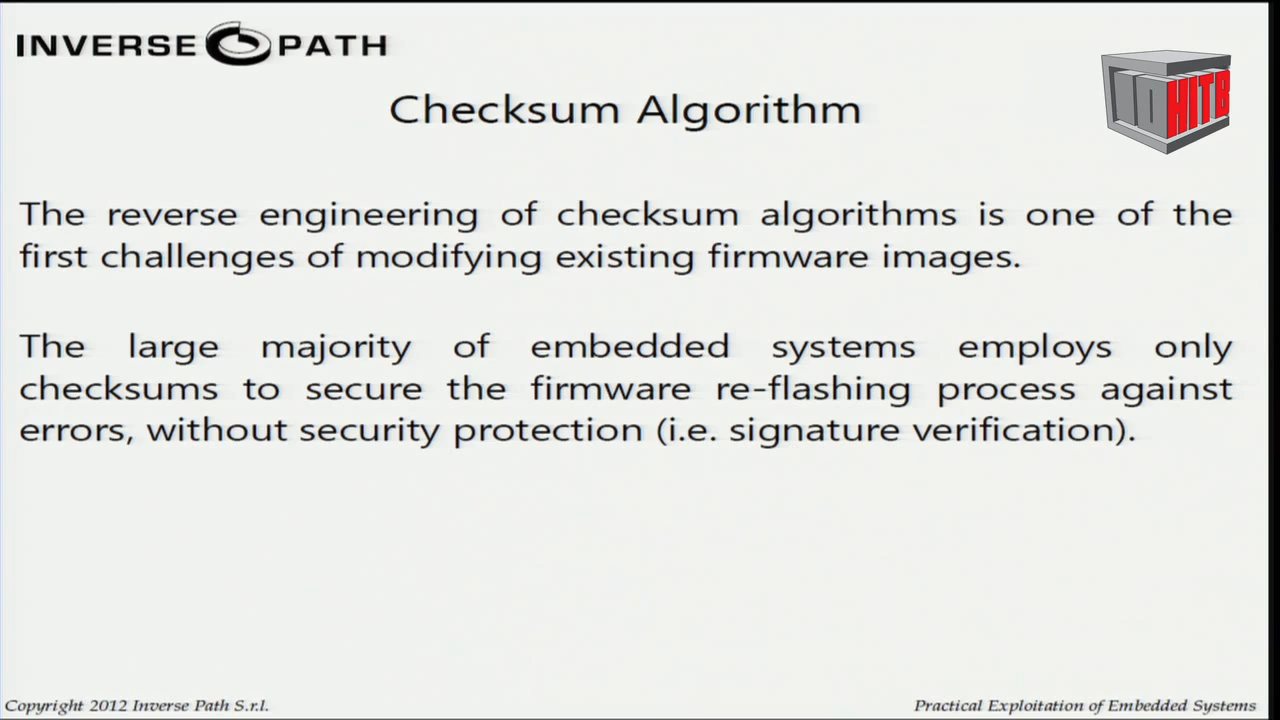 INVERSE PATH
HITB
Checksum Algorithm
The reverse engineering of checksum algorithms is one of the
first challenges of modifying existing firmware images.
The large majority of embedded systems employs only
checksums to secure the firmware re-flashing process against
errors, without security protection (i.e. signature verification).
Copyright 2012 Inverse Path S.r.l.
Practical Exploitation of Embedded Systems